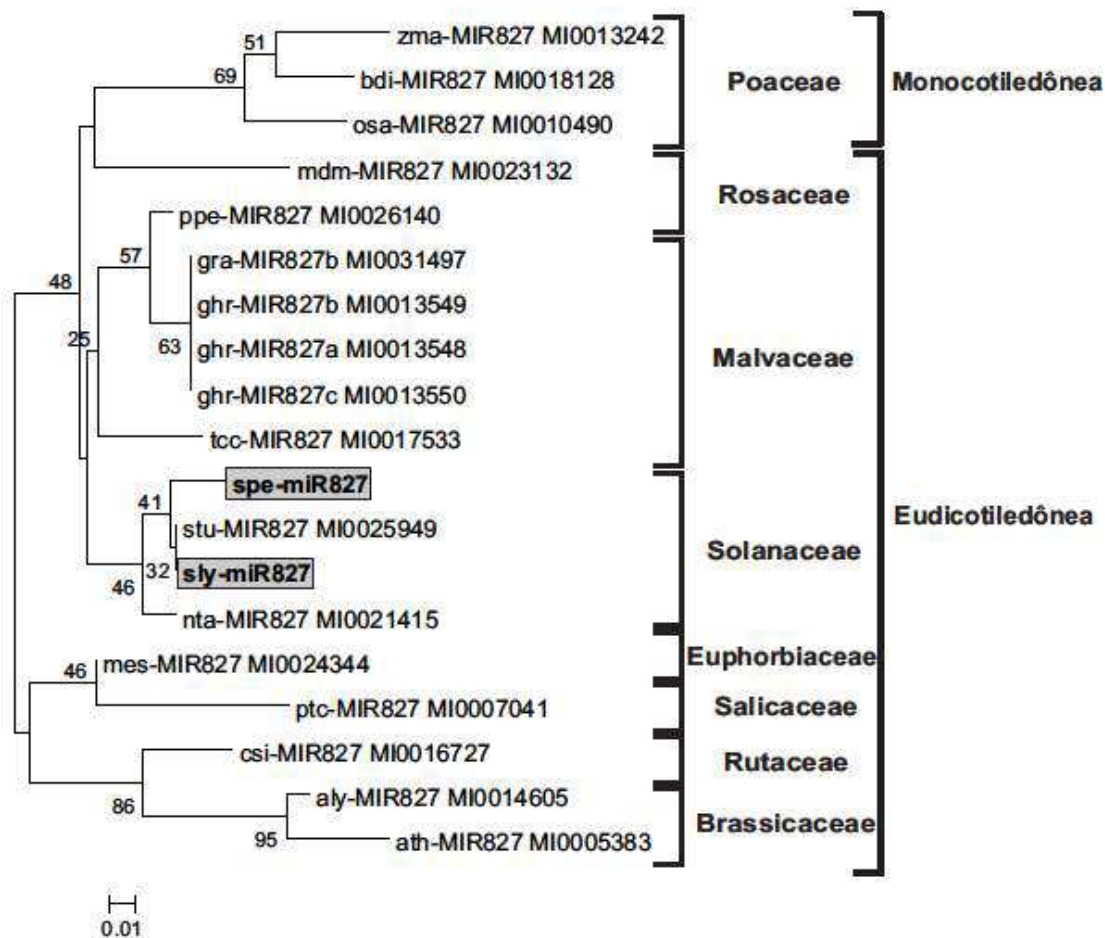 51
zma-MIR827 MI0013242
69
bdi-MIR827 MI0018128
Poaceae
Monocotiledônea
osa-MIR827 MI0010490
mdm-MIR827 MI0023132
Rosaceae
ppe-MIR827 MI0026140
57
gra-MIR827b MI0031497
48
ghr-MIR827b MI0013549
25
63
ghr-MIR827a MI0013548
Malvaceae
ghr-MIR827c MI0013550
tcc-MIR827 MI0017533
spe-miR827
41
stu-MIR827 MI0025949
Eudicotiledônea
Solanaceae
32
sly-miR827
46
nta-MIR827 MI0021415
mes-MIR827 MI0024344
Euphorbiaceae
46
ptc-MIR827 MI0007041
Salicaceae
csi-MIR827 MI0016727
Rutaceae
86
aly-MIR827 MI0014605
Brassicaceae
95
ath-MIR827 MI0005383
0.01